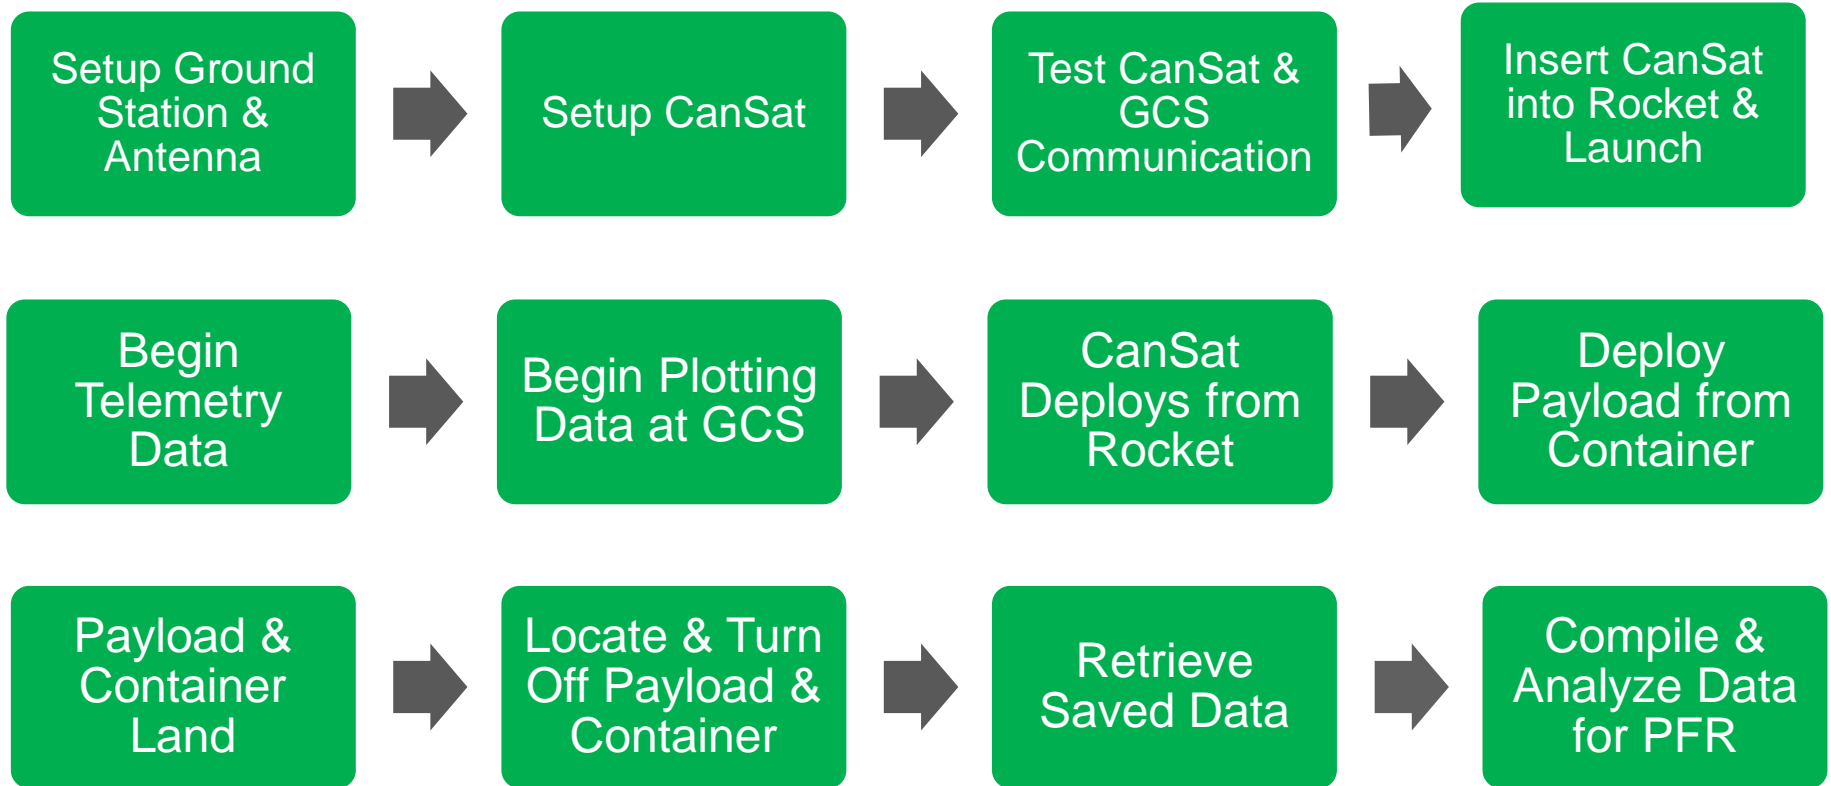 Setup Ground
Station &
Antenna
Setup CanSat
Test CanSat &
GCS
Communication
Insert CanSat
into Rocket &
Launch
Begin
Telemetry
Data
Begin Plotting
Data at GCS
CanSat
Deploys from
Rocket
Deploy
Payload from
Container
Payload &
Container
Land
Locate & Turn
Off Payload &
Container
Retrieve
Saved Data
Compile &
Analyze Data
for PFR